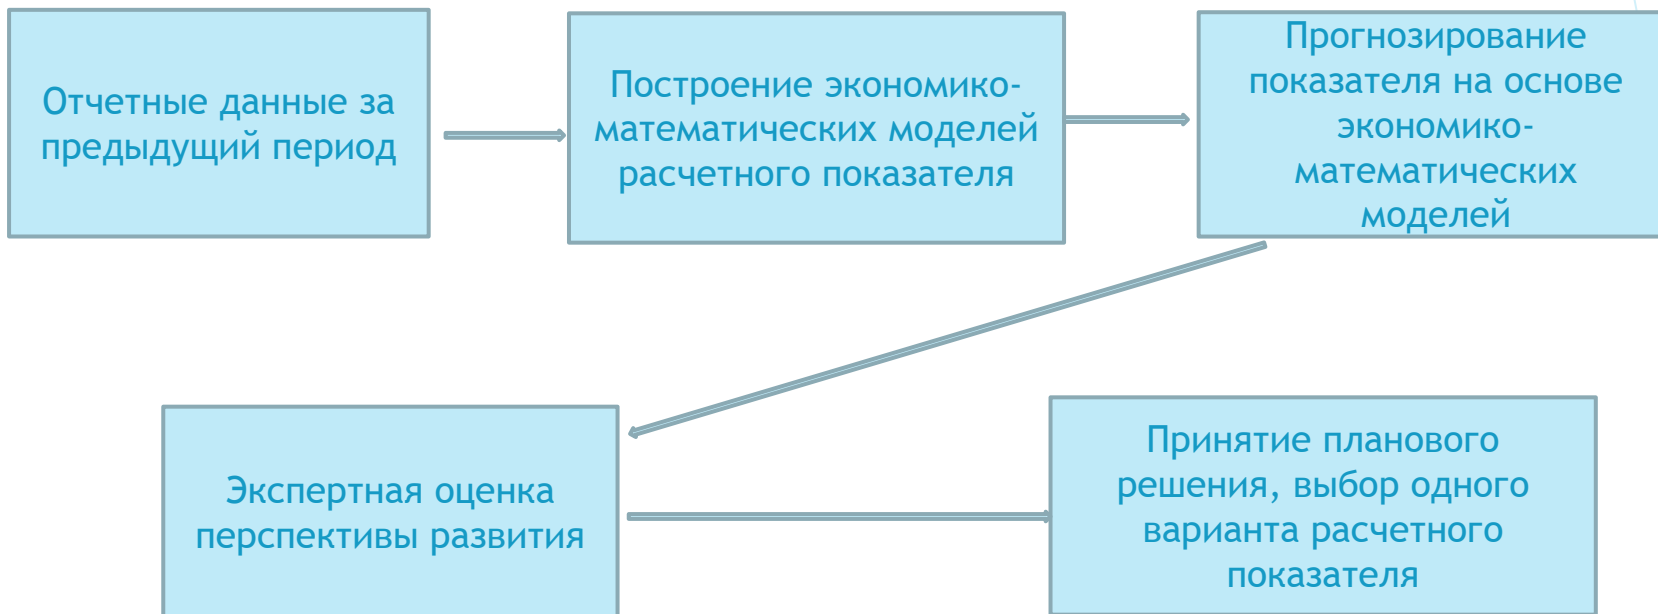 Отчетные данные за
предыдущий период
Построение экономико-
математических моделей
расчетного показателя
Прогнозирование
показателя на основе
экономико-
математических
моделей
Экспертная оценка
перспективы развития
Принятие планового
решения, выбор одного
варианта расчетного
показателя